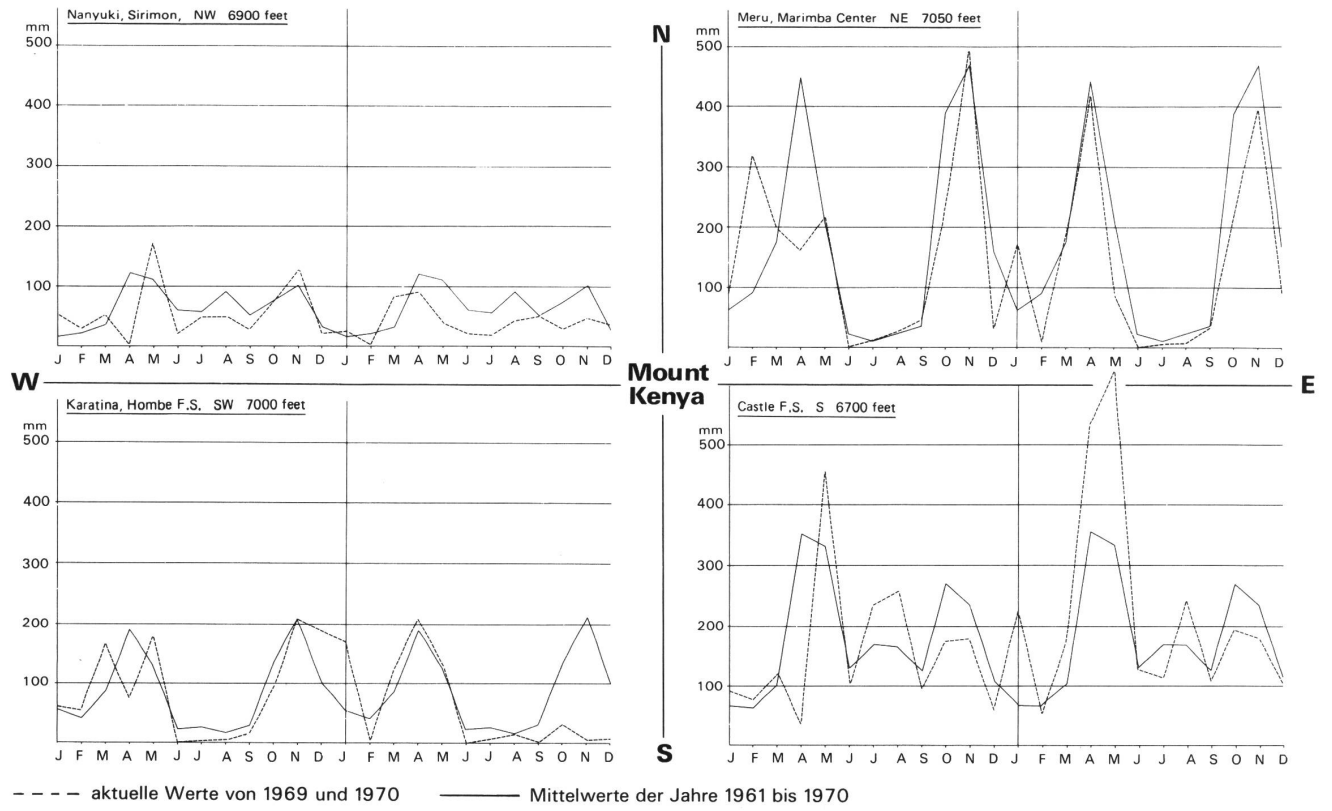 Nanyuki, Sirimon, NW 6900 feet
mm
500
400
300
200
100
J F M A M J J A S O N D J F M A M J J A S O N D
N
Meru, Marimba Center NE 7050 feet
mm
500
400
300
200
100
J F M A M J J A S O N D J F M A M J J A S O N D
W
Mount
Kenya
E
Karatina, Hombe F.S. SW 7000 feet
mm
500
400
300
200
100
J F M A M J J A S O N D J F M A M J J A S O N D
S
Castle F.S. S 6700 feet
mm
500
400
300
200
100
J F M A M J J A S O N D J F M A M J J A S O N D
aktuelle Werte von 1969 und 1970
Mittelwerte der Jahre 1961 bis 1970